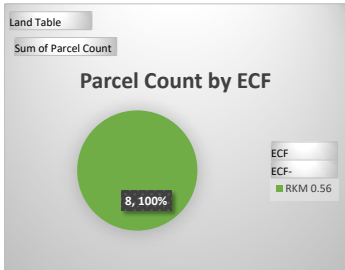 Land Table
Sum of Parcel Count
Parcel Count by ECF
8, 100%
ECF
ECF-
RKM 0.56